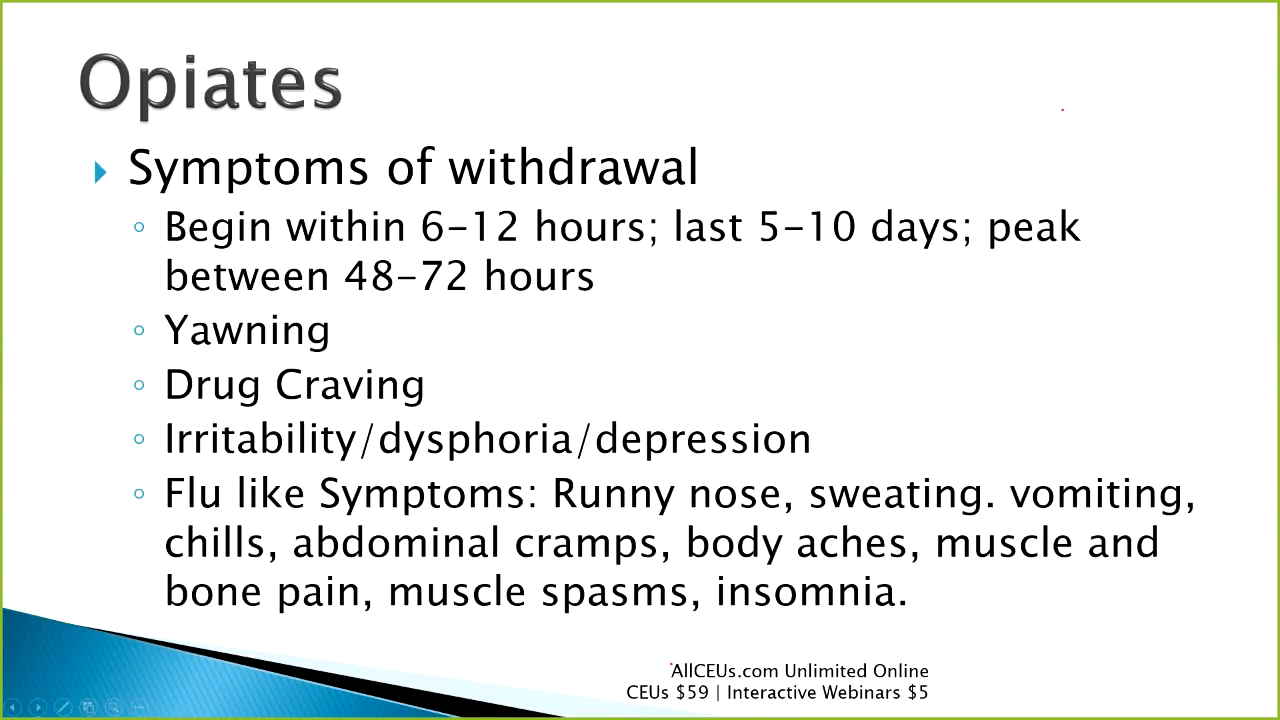 Opiates
Symptoms of withdrawal
Begin within 6-12 hours; last 5-10 days; peak
between 48-72 hours
Yawning
Drug Craving
Irritability/dysphoria/depression
Flu like Symptoms: Runny nose, sweating. vomiting,
chills, abdominal cramps, body aches, muscle and
bone pain, muscle spasms, insomnia.
AllCEUs.com Unlimited Online
CEUs $59 | Interactive Webinars $5